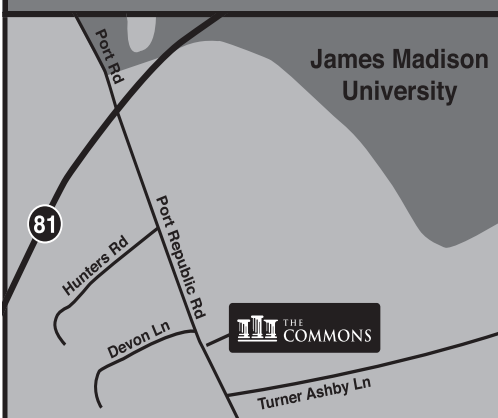 Port Rd
James Madison
University
81
Port Republic Rd
Hunters Rd
Devon Ln
THE
COMMONS
Turner Ashby Ln